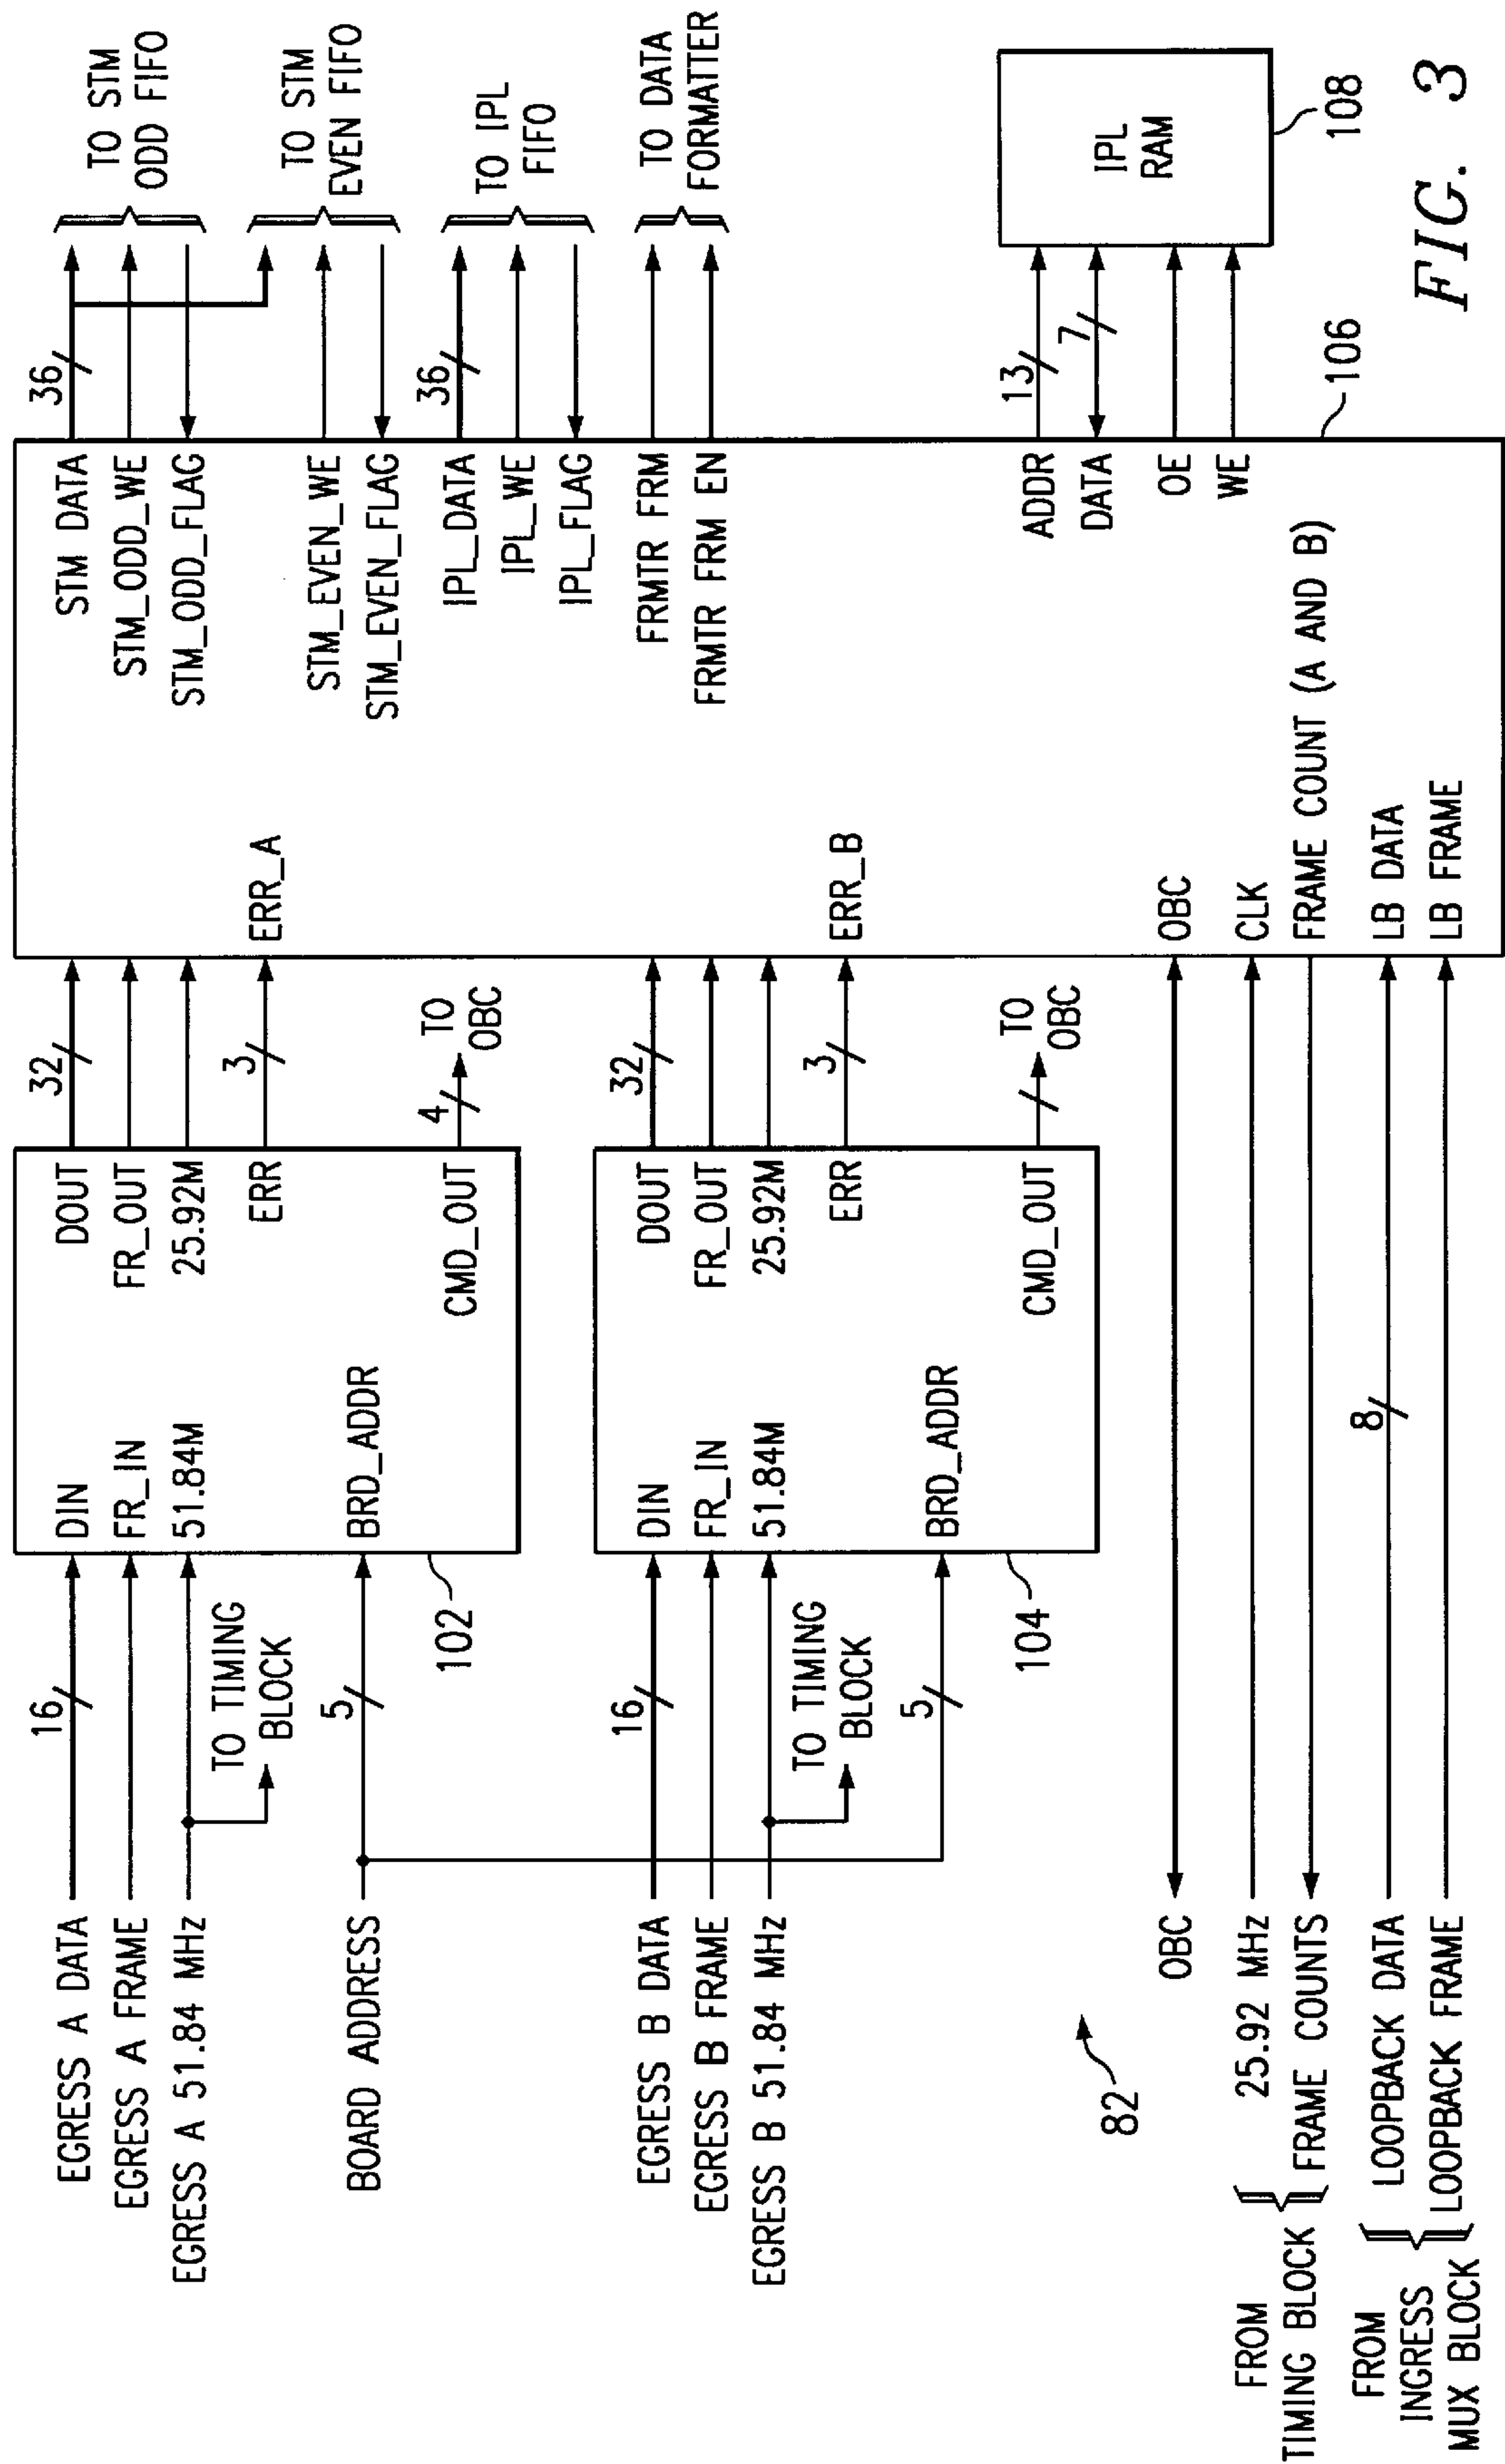 EGRESS A DATA
EGRESS A FRAME
EGRESS A 51.84 MHz
BOARD ADDRESS
16
TO TIMING
BLOCK
5
DIN
FR_IN
51.84M
BRD_ADDR
DOUT
FR_OUT
25.92M
ERR
CMD_OUT
102
32
3
4
TO
OBC
EGRESS B DATA
EGRESS B FRAME
EGRESS B 51.84 MHz
16
TO TIMING
BLOCK
5
DIN
FR_IN
51.84M
BRD_ADDR
DOUT
FR_OUT
25.92M
ERR
CMD_OUT
104
32
3
TO
OBC
82
OBC
FROM
TIMING BLOCK
25.92 MHz
FRAME COUNTS
FROM
INGRESS
MUX BLOCK
LOOPBACK DATA
LOOPBACK FRAME
8
ERR_A
ERR_B
OBC
CLK
FRAME COUNT (A AND B)
LB DATA
LB FRAME
STM DATA
STM_ODD_WE
STM_ODD_FLAG
STM_EVEN_WE
STM_EVEN_FLAG
IPL_DATA
IPL_WE
IPL_FLAG
FRMTR FRM
FRMTR FRM EN
ADDR
DATA
OE
WE
106
36
TO STM
ODD FIFO
TO STM
EVEN FIFO
36
TO IPL
FIFO
TO DATA
FORMATTER
13
7
IPL
RAM
108
FIG. 3